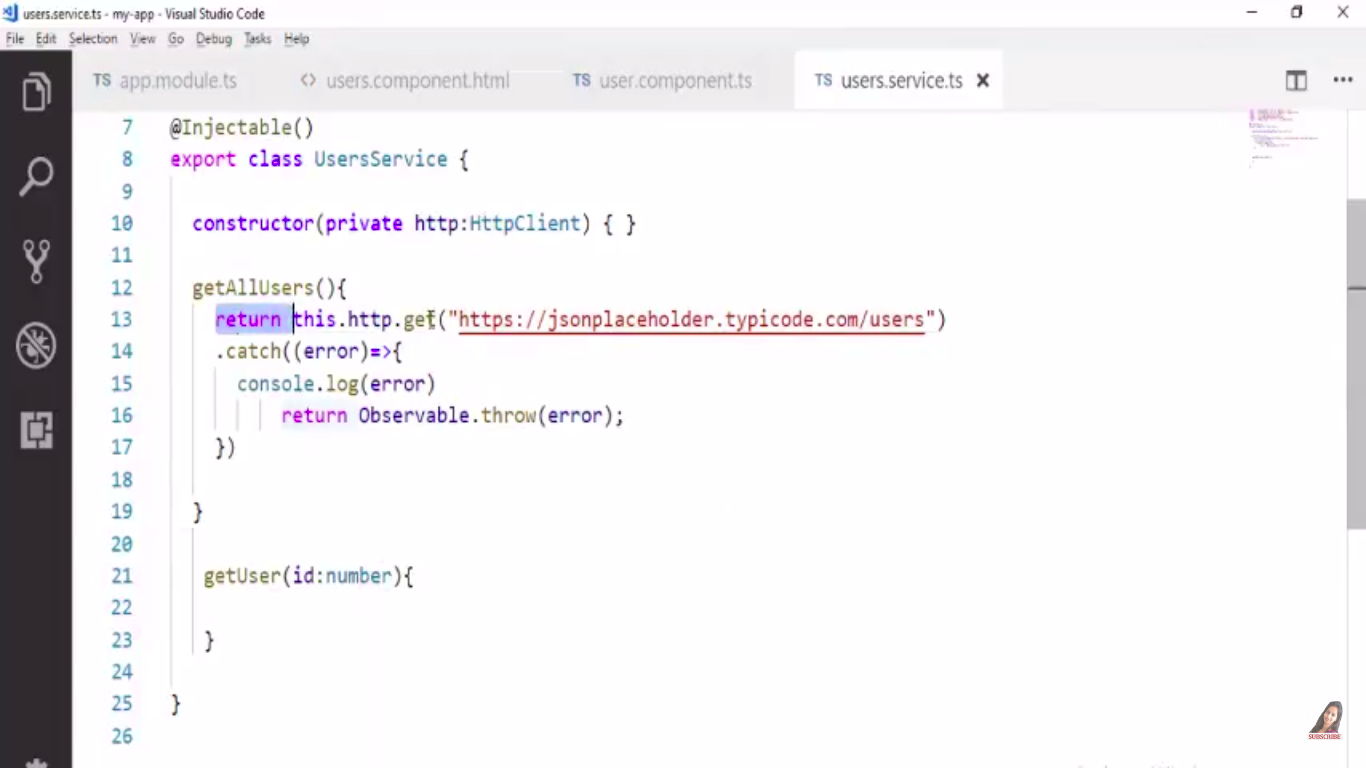 users.service.ts - my-app - Visual Studio Code
File Edit Selection View Go Debug Tasks Help
TS app.module.ts <> users.component.html TS user.component.ts TS users.service.ts
7 @Injectable()
8 export class UsersService {
9
10 constructor(private http:HttpClient) { }
11
12 getAllUsers(){
13 return this.http.get("https://jsonplaceholder.typicode.com/users")
14 .catch((error)=>{
15 console.log(error)
16 return Observable.throw(error);
17 })
18
19 }
20
21 getUser(id:number){
22
23 }
24
25 }
26
SUBSCRIBE